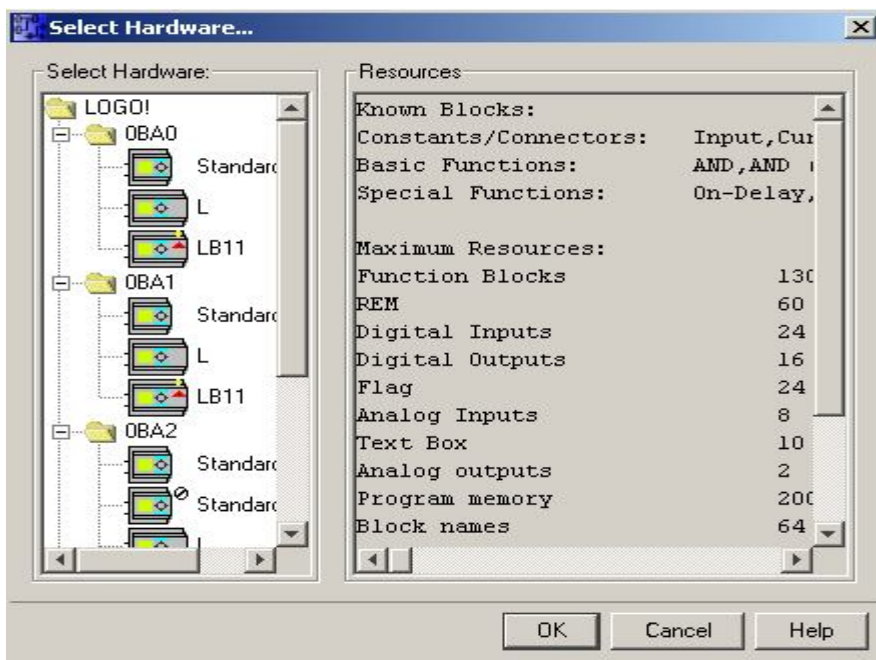 Select Hardware...
Select Hardware:
LOGO!
0BA0
Standard
L
LB11
0BA1
Standard
L
LB11
0BA2
Standard
Standard
L
Resources
Known Blocks:
Constants/Connectors: Input,Cur
Basic Functions: AND,AND
Special Functions: On-Delay,
Maximum Resources:
Function Blocks 130
REM 60
Digital Inputs 24
Digital Outputs 16
Flag 24
Analog Inputs 8
Text Box 10
Analog outputs 2
Program memory 200
Block names 64
OK
Cancel
Help